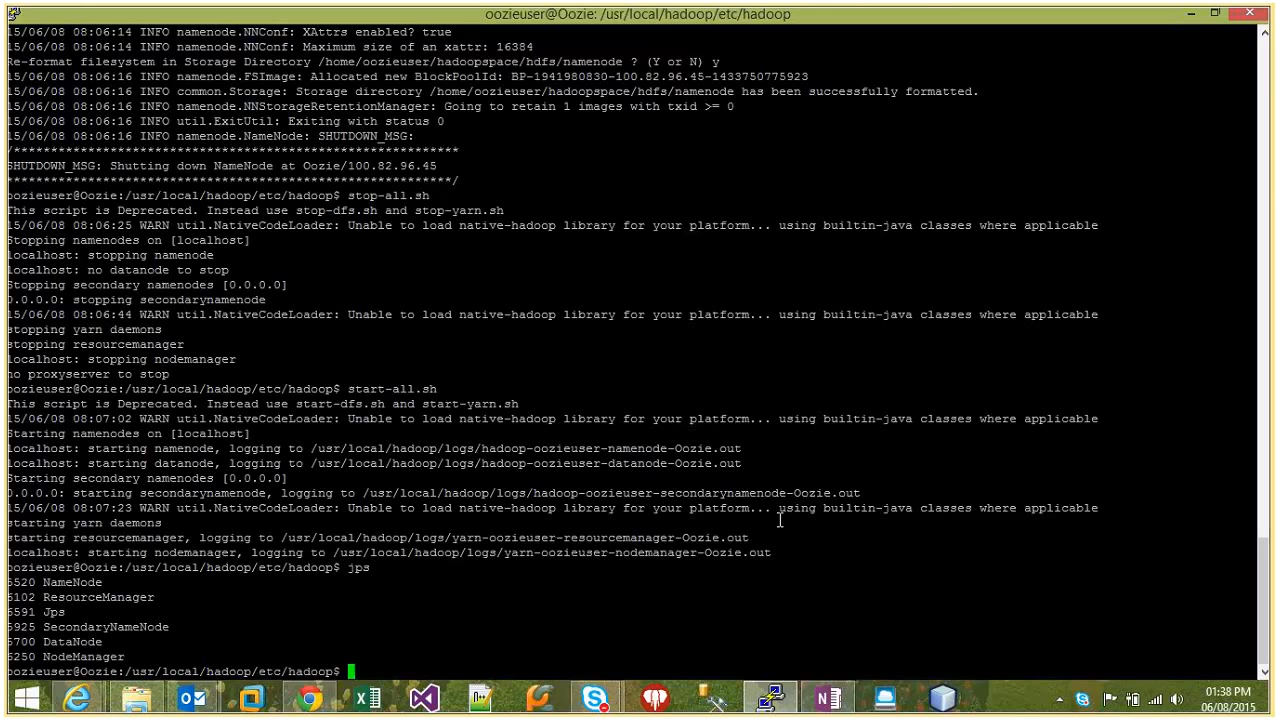 oozieuser@Oozie: /usr/local/hadoop/etc/hadoop
15/06/08 08:06:14 INFO namenode.NNConf: XAttrs enabled? true
15/06/08 08:06:14 INFO namenode.NNConf: Maximum size of an xattr: 16384
Re-format filesystem in Storage Directory /home/oozieuser/hadoopspace/hdfs/namenode ? (Y or N) y
15/06/08 08:06:16 INFO namenode.FSImage: Allocated new BlockPoolId: BP-1941980830-100.82.96.45-1433750775923
15/06/08 08:06:16 INFO common.Storage: Storage directory /home/oozieuser/hadoopspace/hdfs/namenode has been successfully formatted.
15/06/08 08:06:16 INFO namenode.NNStorageRetentionManager: Going to retain 1 images with txid >= 0
15/06/08 08:06:16 INFO util.ExitUtil: Exiting with status 0
15/06/08 08:06:16 INFO namenode.NameNode: SHUTDOWN_MSG:
/************************************************************
SHUTDOWN_MSG: Shutting down NameNode at Oozie/100.82.96.45
************************************************************/
oozieuser@Oozie:/usr/local/hadoop/etc/hadoop$ stop-all.sh
This script is Deprecated. Instead use stop-dfs.sh and stop-yarn.sh
15/06/08 08:06:25 WARN util.NativeCodeLoader: Unable to load native-hadoop library for your platform... using builtin-java classes where applicable
Stopping namenodes on [localhost]
localhost: stopping namenode
localhost: no datanode to stop
Stopping secondary namenodes [0.0.0.0]
0.0.0.0: stopping secondarynamenode
15/06/08 08:06:44 WARN util.NativeCodeLoader: Unable to load native-hadoop library for your platform... using builtin-java classes where applicable
stopping yarn daemons
stopping resourcemanager
localhost: stopping nodemanager
no proxyserver to stop
oozieuser@Oozie:/usr/local/hadoop/etc/hadoop$ start-all.sh
This script is Deprecated. Instead use start-dfs.sh and start-yarn.sh
15/06/08 08:07:02 WARN util.NativeCodeLoader: Unable to load native-hadoop library for your platform... using builtin-java classes where applicable
Starting namenodes on [localhost]
localhost: starting namenode, logging to /usr/local/hadoop/logs/hadoop-oozieuser-namenode-Oozie.out
localhost: starting datanode, logging to /usr/local/hadoop/logs/hadoop-oozieuser-datanode-Oozie.out
Starting secondary namenodes [0.0.0.0]
0.0.0.0: starting secondarynamenode, logging to /usr/local/hadoop/logs/hadoop-oozieuser-secondarynamenode-Oozie.out
15/06/08 08:07:23 WARN util.NativeCodeLoader: Unable to load native-hadoop library for your platform... using builtin-java classes where applicable
starting yarn daemons
starting resourcemanager, logging to /usr/local/hadoop/logs/yarn-oozieuser-resourcemanager-Oozie.out
localhost: starting nodemanager, logging to /usr/local/hadoop/logs/yarn-oozieuser-nodemanager-Oozie.out
oozieuser@Oozie:/usr/local/hadoop/etc/hadoop$ jps
NameNode
ResourceManager
Jps
SecondaryNameNode
DataNode
NodeManager
oozieuser@Oozie:/usr/local/hadoop/etc/hadoop$
01:38 PM
06/08/2015